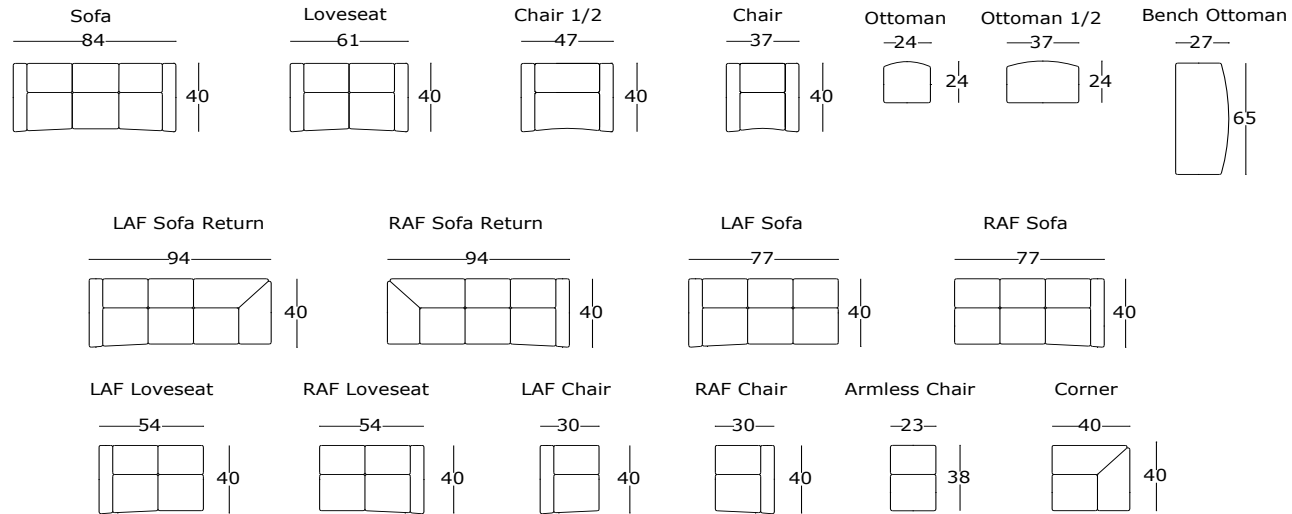 Sofa Loveseat Chair 1/2 Chair Ottoman Ottoman 1/2 Bench Ottoman
84 61 47 37 24 37 27
40 40 40 40 24 24 65
LAF Sofa Return RAF Sofa Return LAF Sofa RAF Sofa
94 94 77 77
40 40 40 40
LAF Loveseat RAF Loveseat LAF Chair RAF Chair Armless Chair Corner
54 54 30 30 23 40
40 40 40 40 38 40